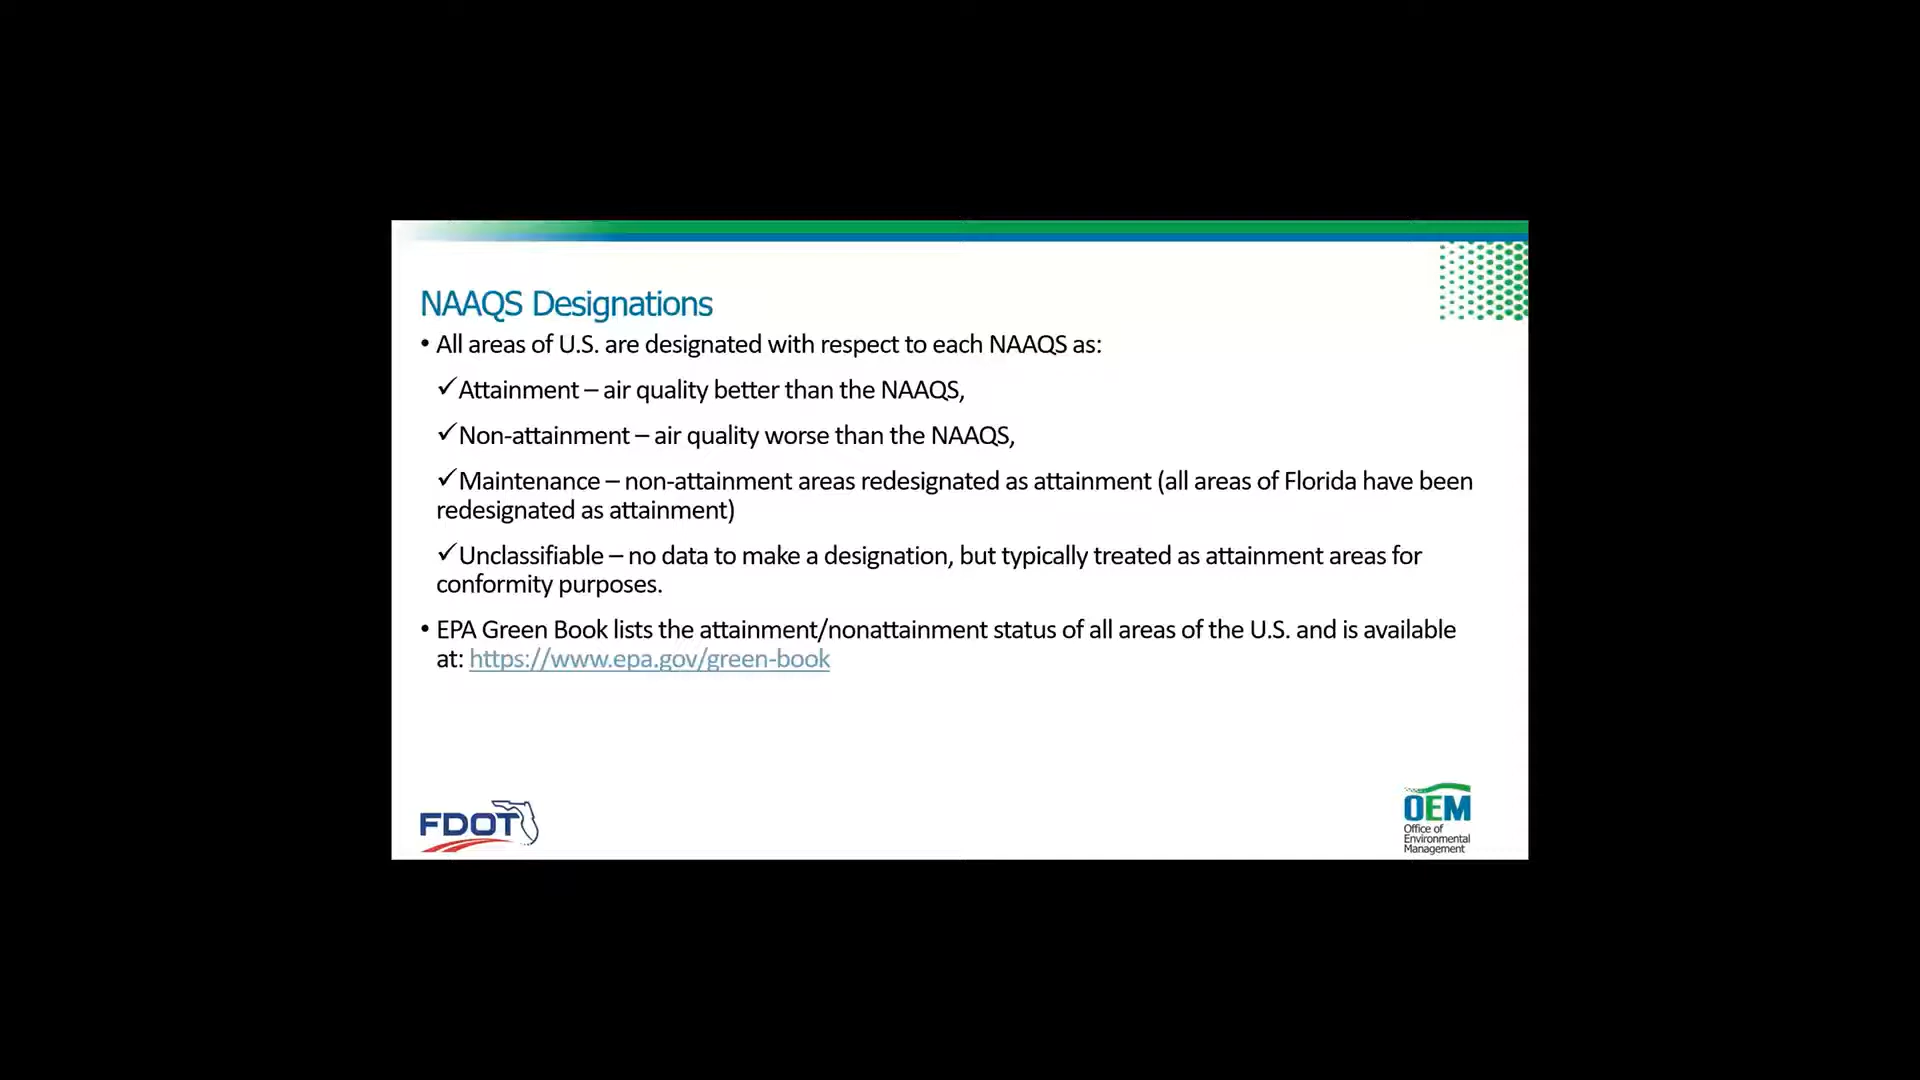 NAAQS Designations
• All areas of U.S. are designated with respect to each NAAQS as:
✓Attainment – air quality better than the NAAQS,
✓Non-attainment – air quality worse than the NAAQS,
✓Maintenance – non-attainment areas redesignated as attainment (all areas of Florida have been
redesignated as attainment)
✓Unclassifiable – no data to make a designation, but typically treated as attainment areas for
conformity purposes.
• EPA Green Book lists the attainment/nonattainment status of all areas of the U.S. and is available
at: https://www.epa.gov/green-book
FDOT
OEM
Office of
Environmental
Management